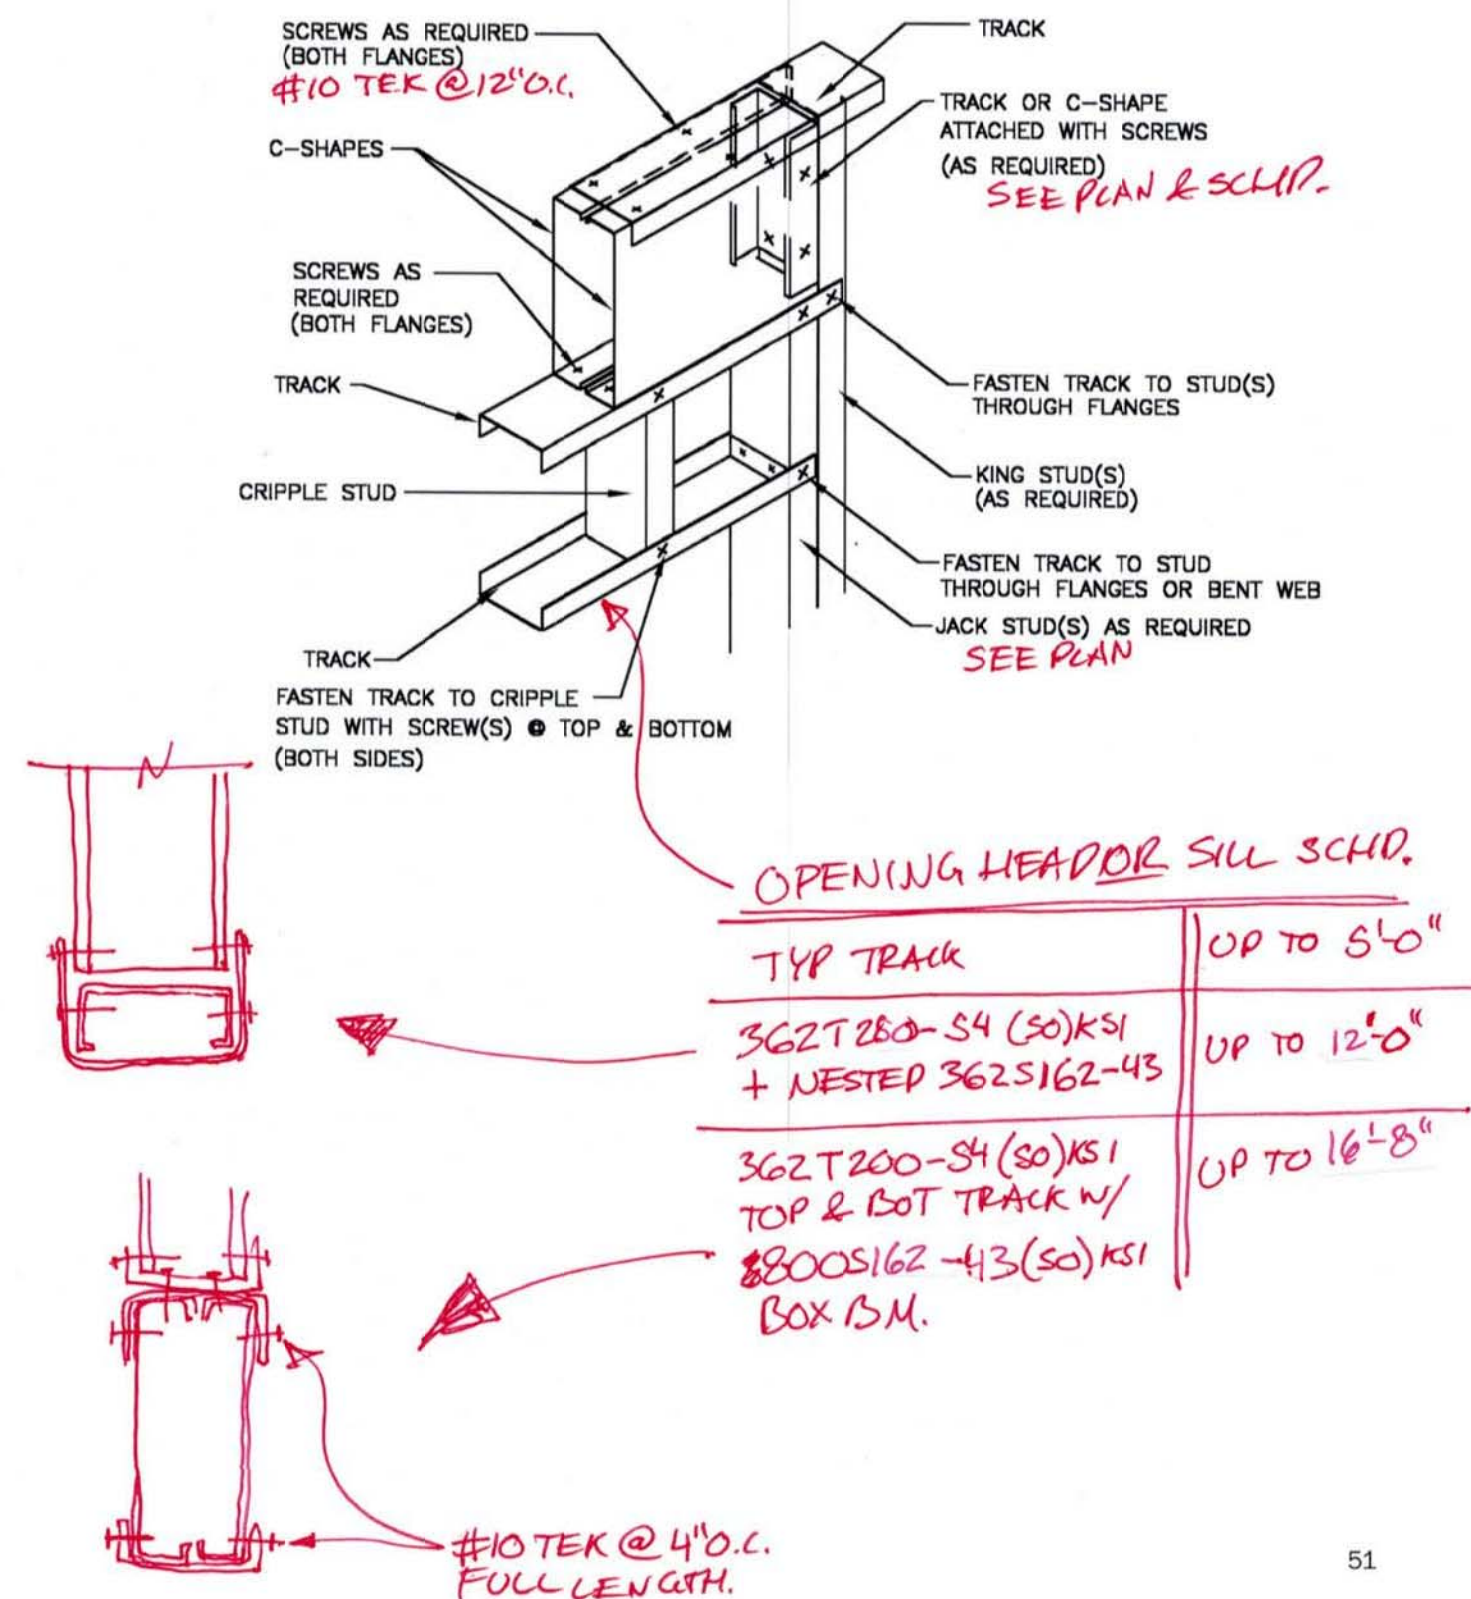 SCREWS AS REQUIRED
(BOTH FLANGES)
#10 TEK @ 12" O.C.
TRACK
C-SHAPES
TRACK OR C-SHAPE
ATTACHED WITH SCREWS
(AS REQUIRED)
SEE PLAN & SCHD.
SCREWS AS
REQUIRED
(BOTH FLANGES)
TRACK
FASTEN TRACK TO STUD(S)
THROUGH FLANGES
KING STUD(S)
(AS REQUIRED)
CRIPPLE STUD
FASTEN TRACK TO STUD
THROUGH FLANGES OR BENT WEB
JACK STUD(S) AS REQUIRED
SEE PLAN
TRACK
FASTEN TRACK TO CRIPPLE
STUD WITH SCREW(S) @ TOP & BOTTOM
(BOTH SIDES)
OPENING HEAD OR SILL SCHD.
TYP TRACK
UP TO 5'-0"
362T200-54 (50)KSI
+ NESTED 362S162-43
UP TO 12'-0"
362T200-54 (50)KSI
TOP & BOT TRACK W/
800S162-43 (50) KSI
BOX BM.
UP TO 16'-8"
#10 TEK @ 4" O.C.
FULL LENGTH.
51